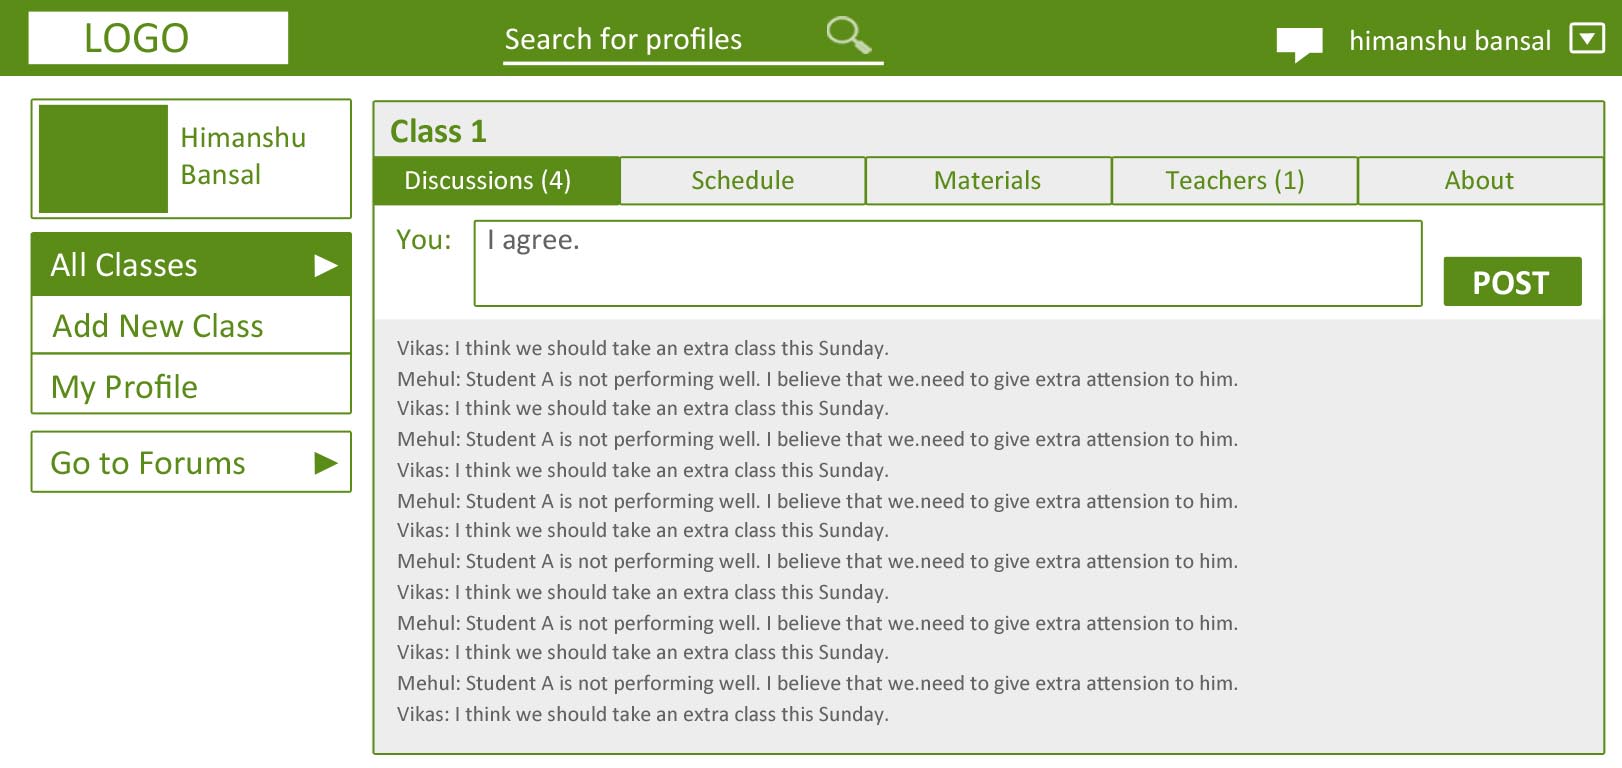 LOGO
Search for profiles
himanshu bansal
Himanshu
Bansal
All Classes
Add New Class
My Profile
Go to Forums
Class 1
Discussions (4)
Schedule
Materials
Teachers (1)
About
You:
I agree.
POST
Vikas: I think we should take an extra class this Sunday.
Mehul: Student A is not performing well. I believe that we.need to give extra attension to him.
Vikas: I think we should take an extra class this Sunday.
Mehul: Student A is not performing well. I believe that we.need to give extra attension to him.
Vikas: I think we should take an extra class this Sunday.
Mehul: Student A is not performing well. I believe that we.need to give extra attension to him.
Vikas: I think we should take an extra class this Sunday.
Mehul: Student A is not performing well. I believe that we.need to give extra attension to him.
Vikas: I think we should take an extra class this Sunday.
Mehul: Student A is not performing well. I believe that we.need to give extra attension to him.
Vikas: I think we should take an extra class this Sunday.
Mehul: Student A is not performing well. I believe that we.need to give extra attension to him.
Vikas: I think we should take an extra class this Sunday.